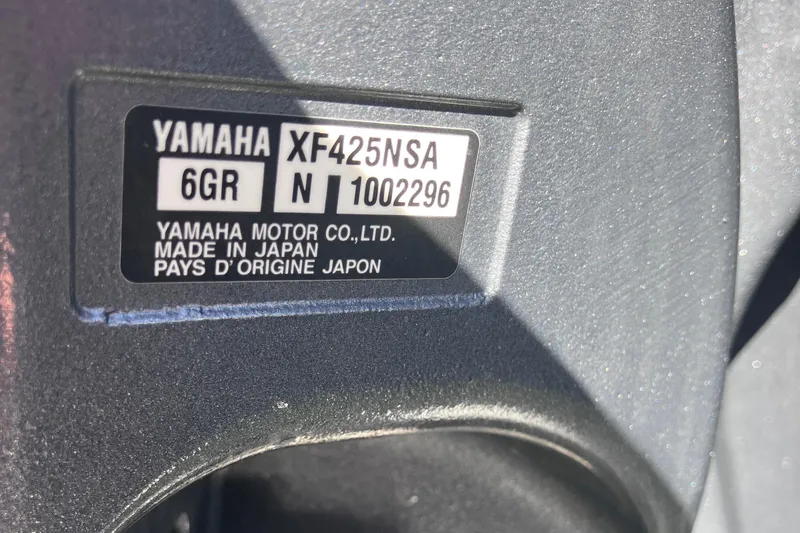 YAMAHA XF425NSA
6GR N 1002296
YAMAHA MOTOR CO.,LTD.
MADE IN JAPAN
PAYS D'ORIGINE JAPON